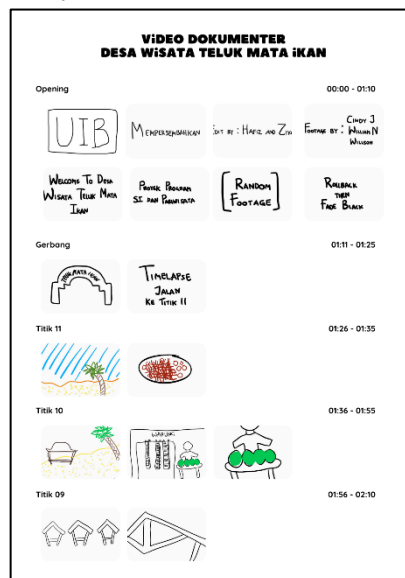 ViDEO DOKUMENTER
DESA WiSATA TELUK MATA iKAN
Opening 00:00 - 01:10
UIB
MEMPERSEMBAHKAN
EDIT BY : HAFIZ AND ZIYO
FOOTAGE BY : CINDY J
WILLIAN N
WILLSON
WELCOME TO DESA
WISATA TELUK MATA
IKAN
PROYEK PROGRAM
SI DAN PARIWISATA
[RANDOM
FOOTAGE]
ROLLBACK
THEN
FADE BLACK
Gerbang 01:11 - 01:25
TELUK MATA IKAN
TIMELAPSE
JALAN
KE TITIK 11
Titik 11 01:26 - 01:35
Titik 10 01:36 - 01:55
WARUNG
Titik 09 01:56 - 02:10